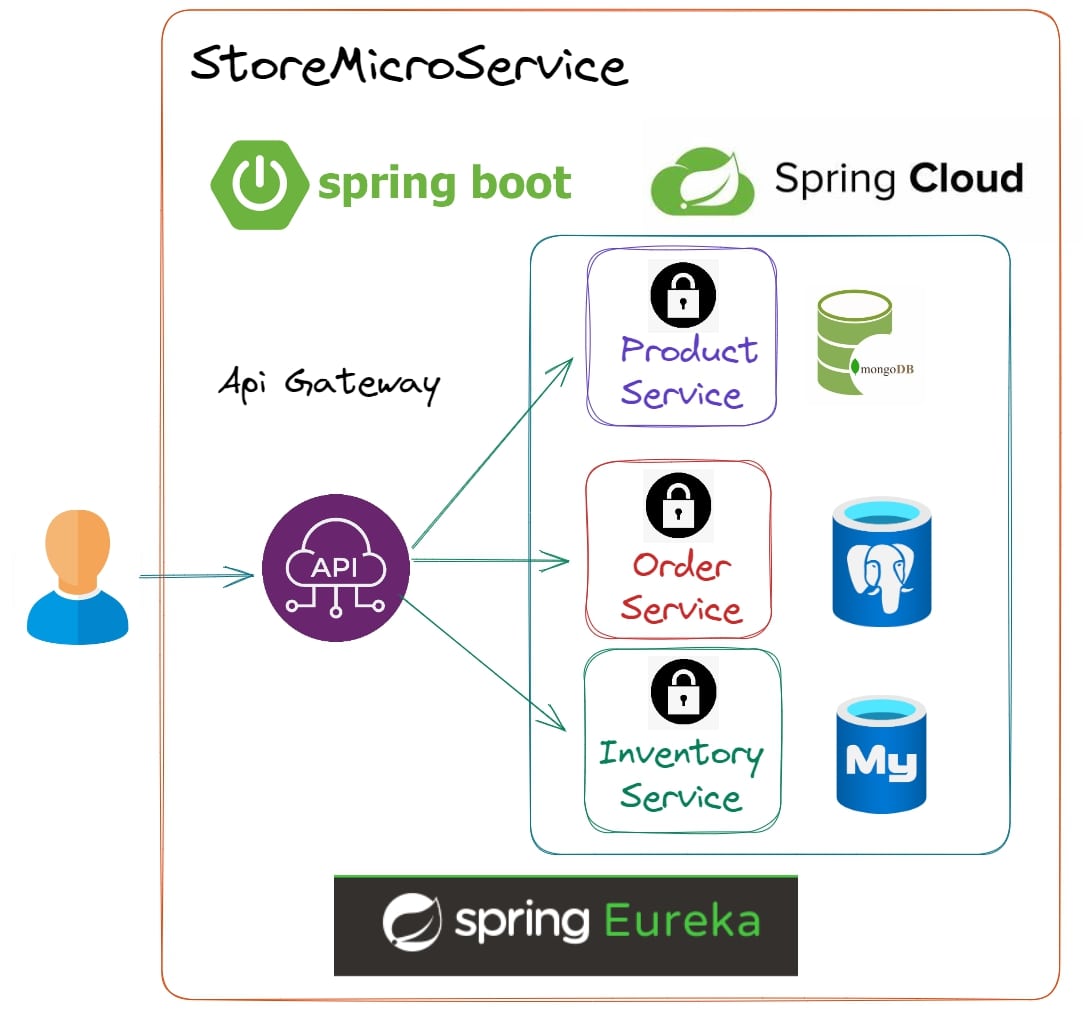 StoreMicroService
spring boot
Spring Cloud
Product
Service
mongoDB
Api Gateway
API
Order
Service
Inventory
Service
My
spring Eureka